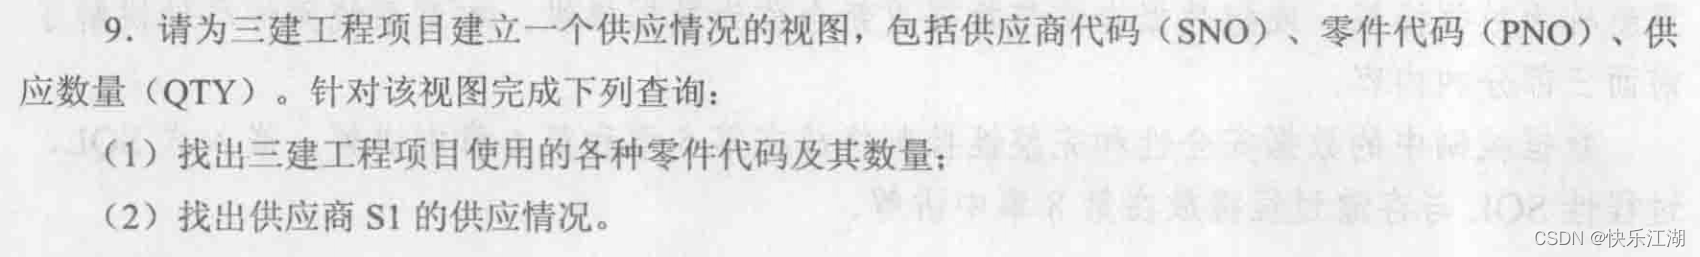 9. 请为三建工程项目建立一个供应情况的视图，包括供应商代码（SNO）、零件代码（PNO）、供
应数量（QTY）。针对该视图完成下列查询：
（1）找出三建工程项目使用的各种零件代码及其数量；
（2）找出供应商 S1 的供应情况。
CSDN @快乐江湖